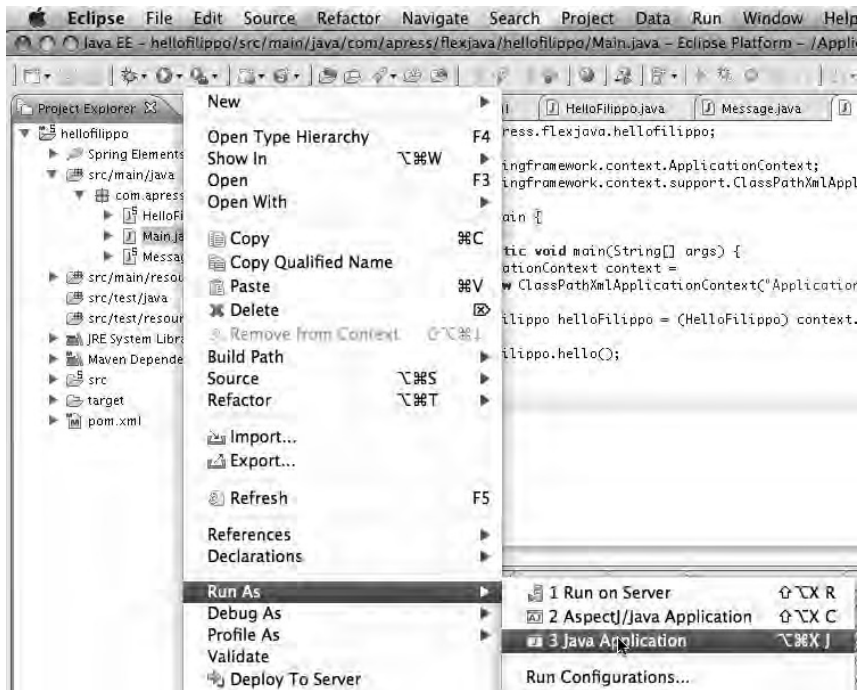 Eclipse File Edit Source Refactor Navigate Search Project Data Run Window Help
Java EE – hellofilippo/src/main/java/com/apress/flexjava/hellofilippo/Main.java – Eclipse Platform – /Appli
Project Explorer
HelloFilippo.java
Message.java
hellofilippo
Spring Elements
src/main/java
com.apress
HelloFi
Main.ja
Messag
src/main/resou
src/test/java
src/test/resour
JRE System Libra
Maven Depende
src
target
pom.xml
New
Open Type Hierarchy F4
Show In ⌥⌘W
Open F3
Open With
Copy ⌘C
Copy Qualified Name
Paste ⌘V
Delete ⌦
Remove from Context ⇧⌥⌘↓
Build Path
Source ⌥⌘S
Refactor ⌥⌘T
Import...
Export...
Refresh F5
References
Declarations
Run As
Debug As
Profile As
Validate
Deploy To Server
ress.flexjava.hellofilippo;
ingframework.context.ApplicationContext;
ingframework.context.support.ClassPathXmlAppl
ain {
tic void main(String[] args) {
ationContext context =
w ClassPathXmlApplicationContext("Application
ilippo helloFilippo = (HelloFilippo) context.
ilippo.hello();
1 Run on Server ⇧⌥X R
2 AspectJ/Java Application ⇧⌥X C
3 Java Application ⌥⌘X J
Run Configurations...